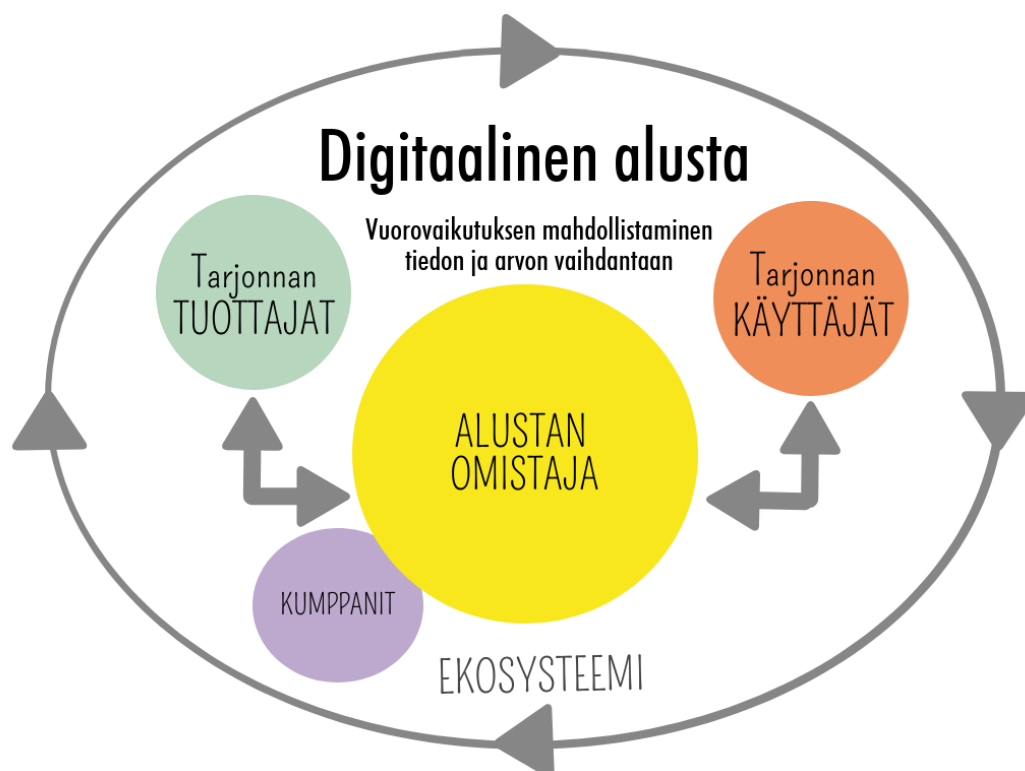 Digitaalinen alusta
Vuorovaikutuksen mahdollistaminen
tiedon ja arvon vaihdantaan
Tarjonnan
TUOTTAJAT
Tarjonnan
KÄYTTÄJÄT
ALUSTAN
OMISTAJA
KUMPPANIT
EKOSYSTEEMI